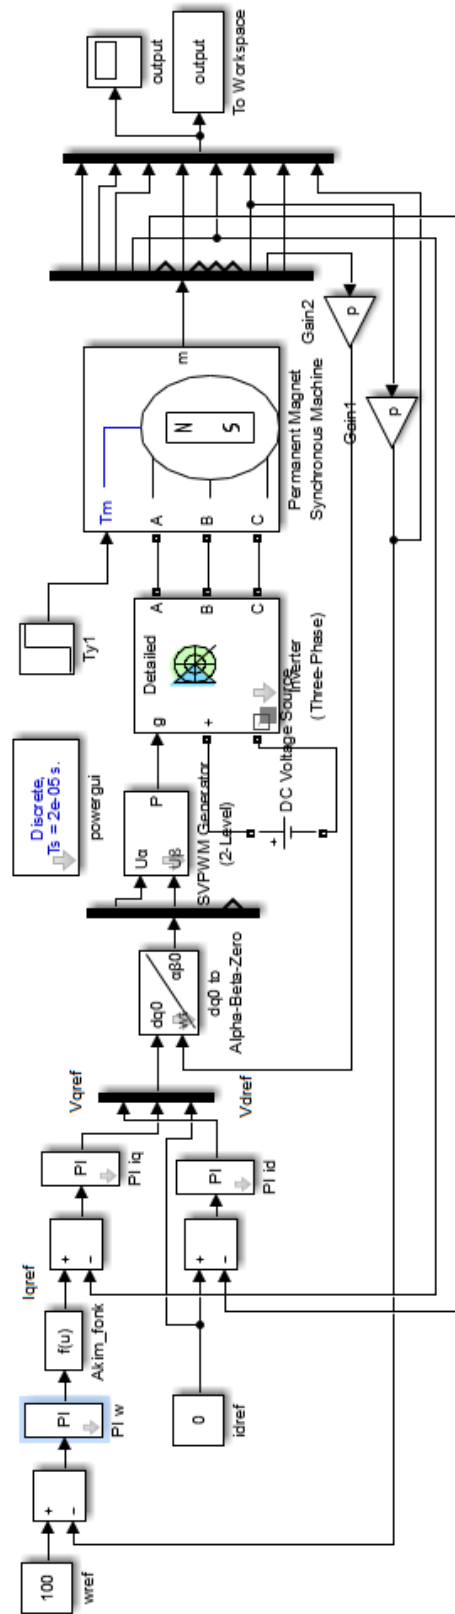 100
wref
+
−
PI
PI w
f(u)
Akim_fonk
Iqref
+
−
PI
PI iq
Vqref
0
idref
+
−
PI
PI id
Vdref
dq0
αβ0
wt
dq0 to
Alpha-Beta-Zero
Uα
Uβ
P
SVPWM Generator
(2-Level)
Discrete,
Ts = 2e-05 s.
powergui
+
DC Voltage Source
Detailed
g
+
−
A
B
C
Inverter
(Three-Phase)
Ty1
Tm
A
B
C
m
N
S
Permanent Magnet
Synchronous Machine
p
Gain2
p
Gain1
output
output
To Workspace